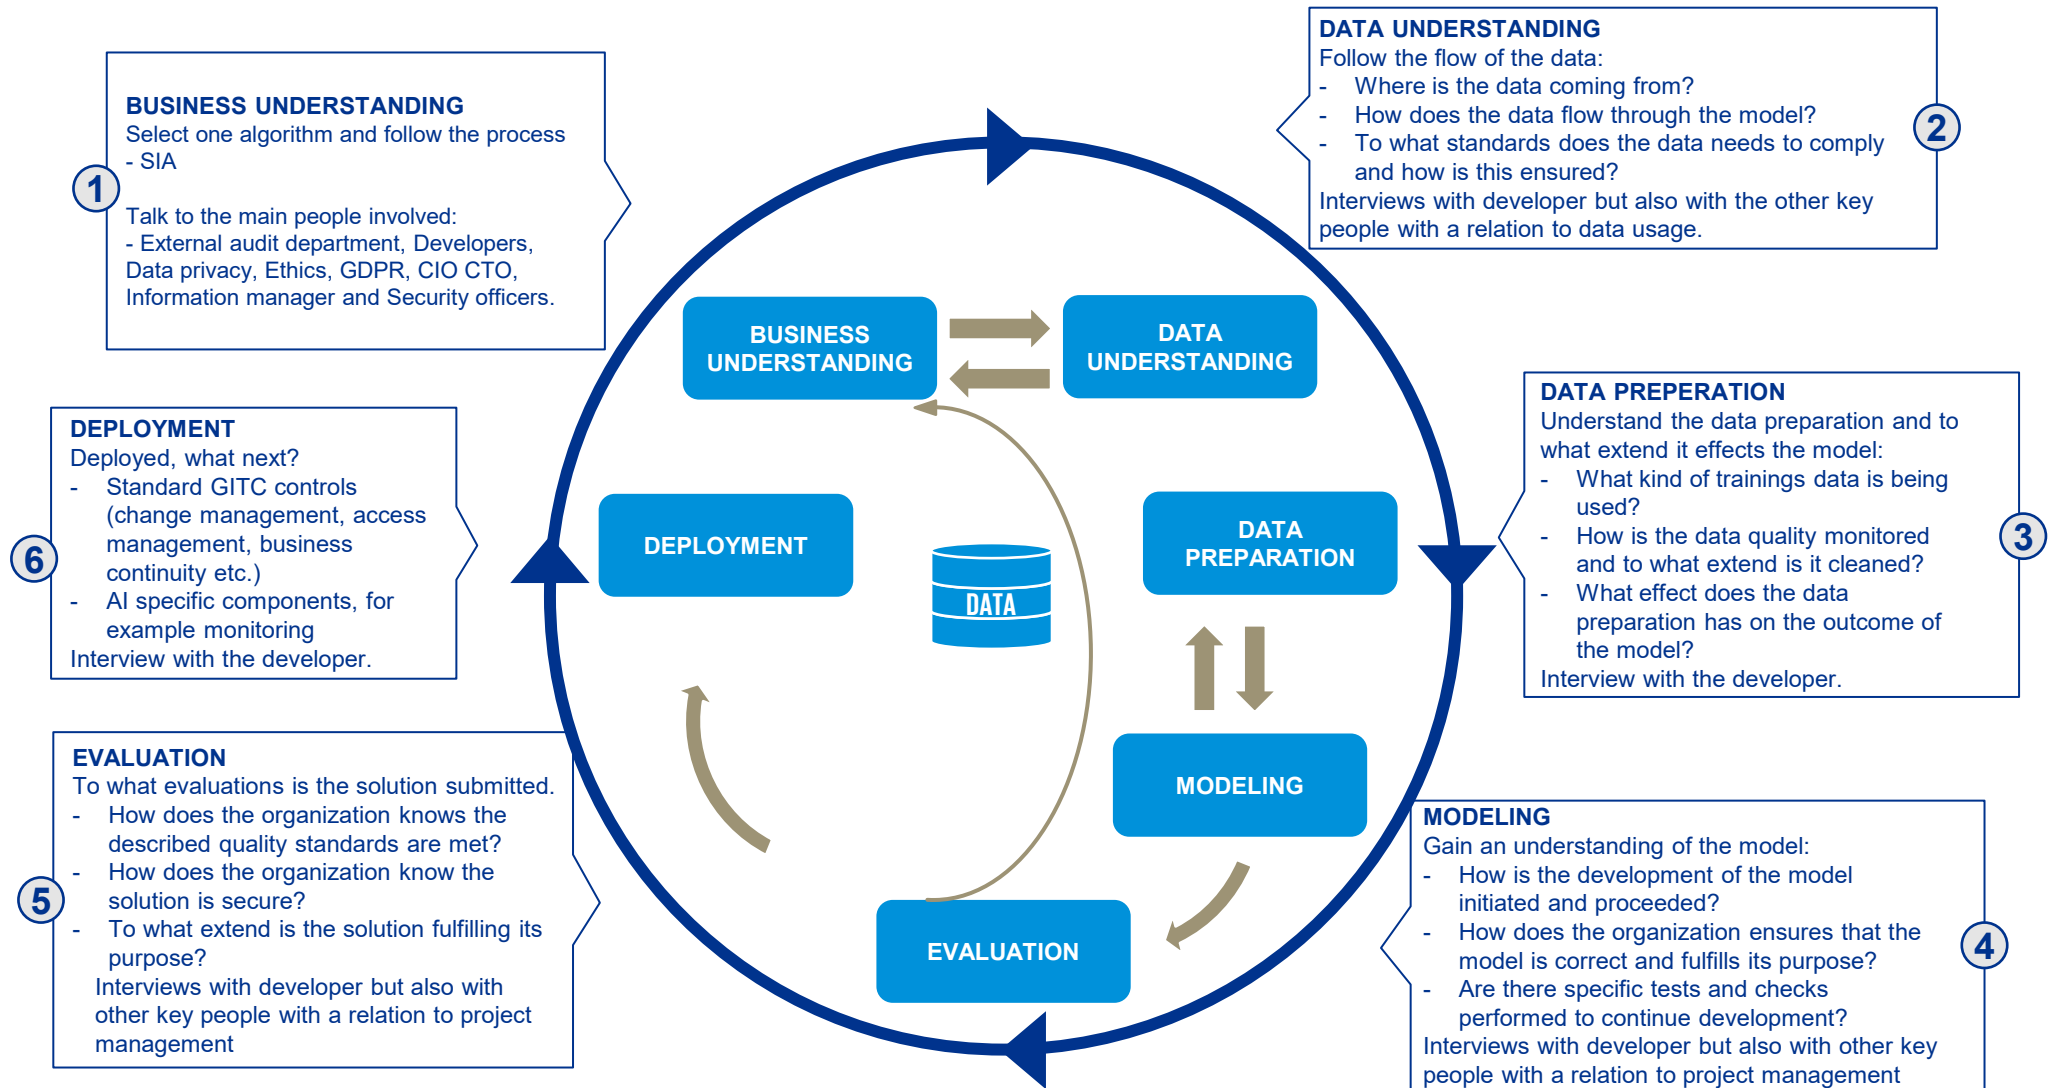 1
BUSINESS UNDERSTANDING
Select one algorithm and follow the process
- SIA
Talk to the main people involved:
- External audit department, Developers,
Data privacy, Ethics, GDPR, CIO CTO,
Information manager and Security officers.
2
DATA UNDERSTANDING
Follow the flow of the data:
- Where is the data coming from?
- How does the data flow through the model?
- To what standards does the data needs to comply
and how is this ensured?
Interviews with developer but also with the other key
people with a relation to data usage.
3
DATA PREPERATION
Understand the data preparation and to
what extend it effects the model:
- What kind of trainings data is being
used?
- How is the data quality monitored
and to what extend is it cleaned?
- What effect does the data
preparation has on the outcome of
the model?
Interview with the developer.
4
MODELING
Gain an understanding of the model:
- How is the development of the model
initiated and proceeded?
- How does the organization ensures that the
model is correct and fulfills its purpose?
- Are there specific tests and checks
performed to continue development?
Interviews with developer but also with other key
people with a relation to project management
5
EVALUATION
To what evaluations is the solution submitted.
- How does the organization knows the
described quality standards are met?
- How does the organization know the
solution is secure?
- To what extend is the solution fulfilling its
purpose?
Interviews with developer but also with
other key people with a relation to project
management
6
DEPLOYMENT
Deployed, what next?
- Standard GITC controls
(change management, access
management, business
continuity etc.)
- AI specific components, for
example monitoring
Interview with the developer.
BUSINESS
UNDERSTANDING
DATA
UNDERSTANDING
DATA
PREPARATION
MODELING
EVALUATION
DEPLOYMENT
DATA